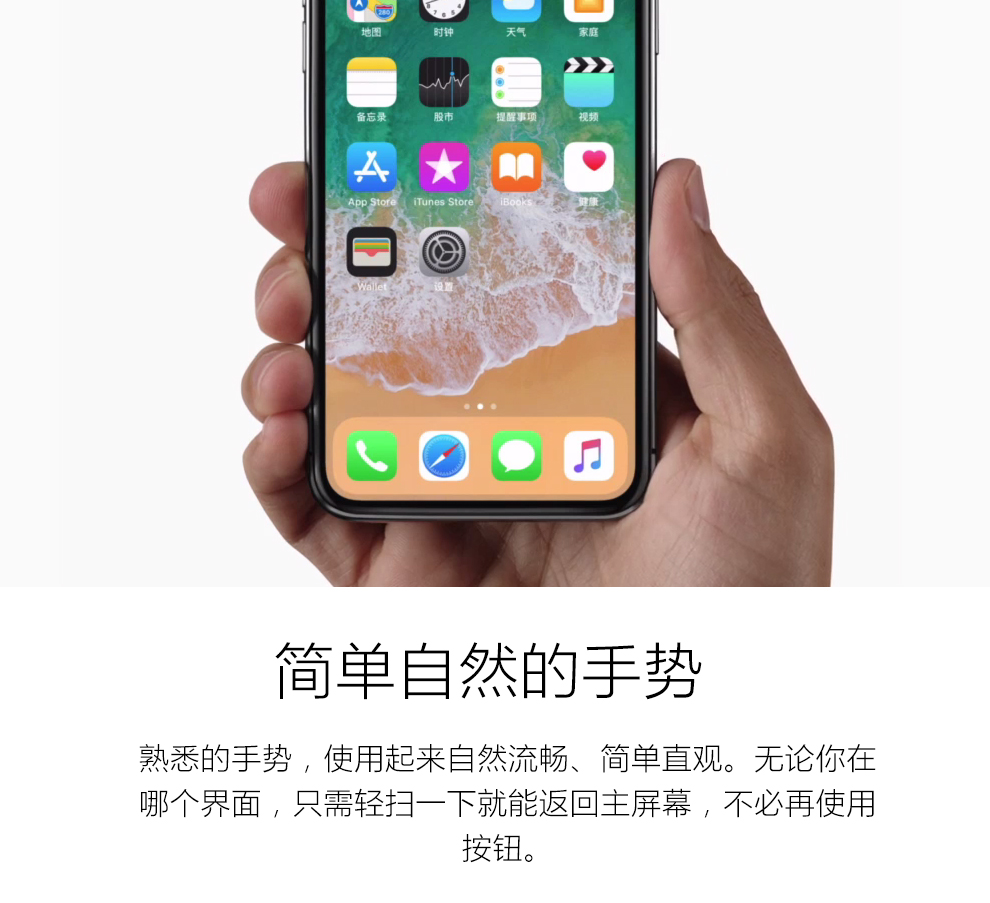 280
地图 时钟 天气 家庭
备忘录 股市 提醒事项 视频
App Store iTunes Store iBooks 健康
Wallet 设置
简单自然的手势
熟悉的手势，使用起来自然流畅、简单直观。无论你在
哪个界面，只需轻扫一下就能返回主屏幕，不必再使用
按钮。